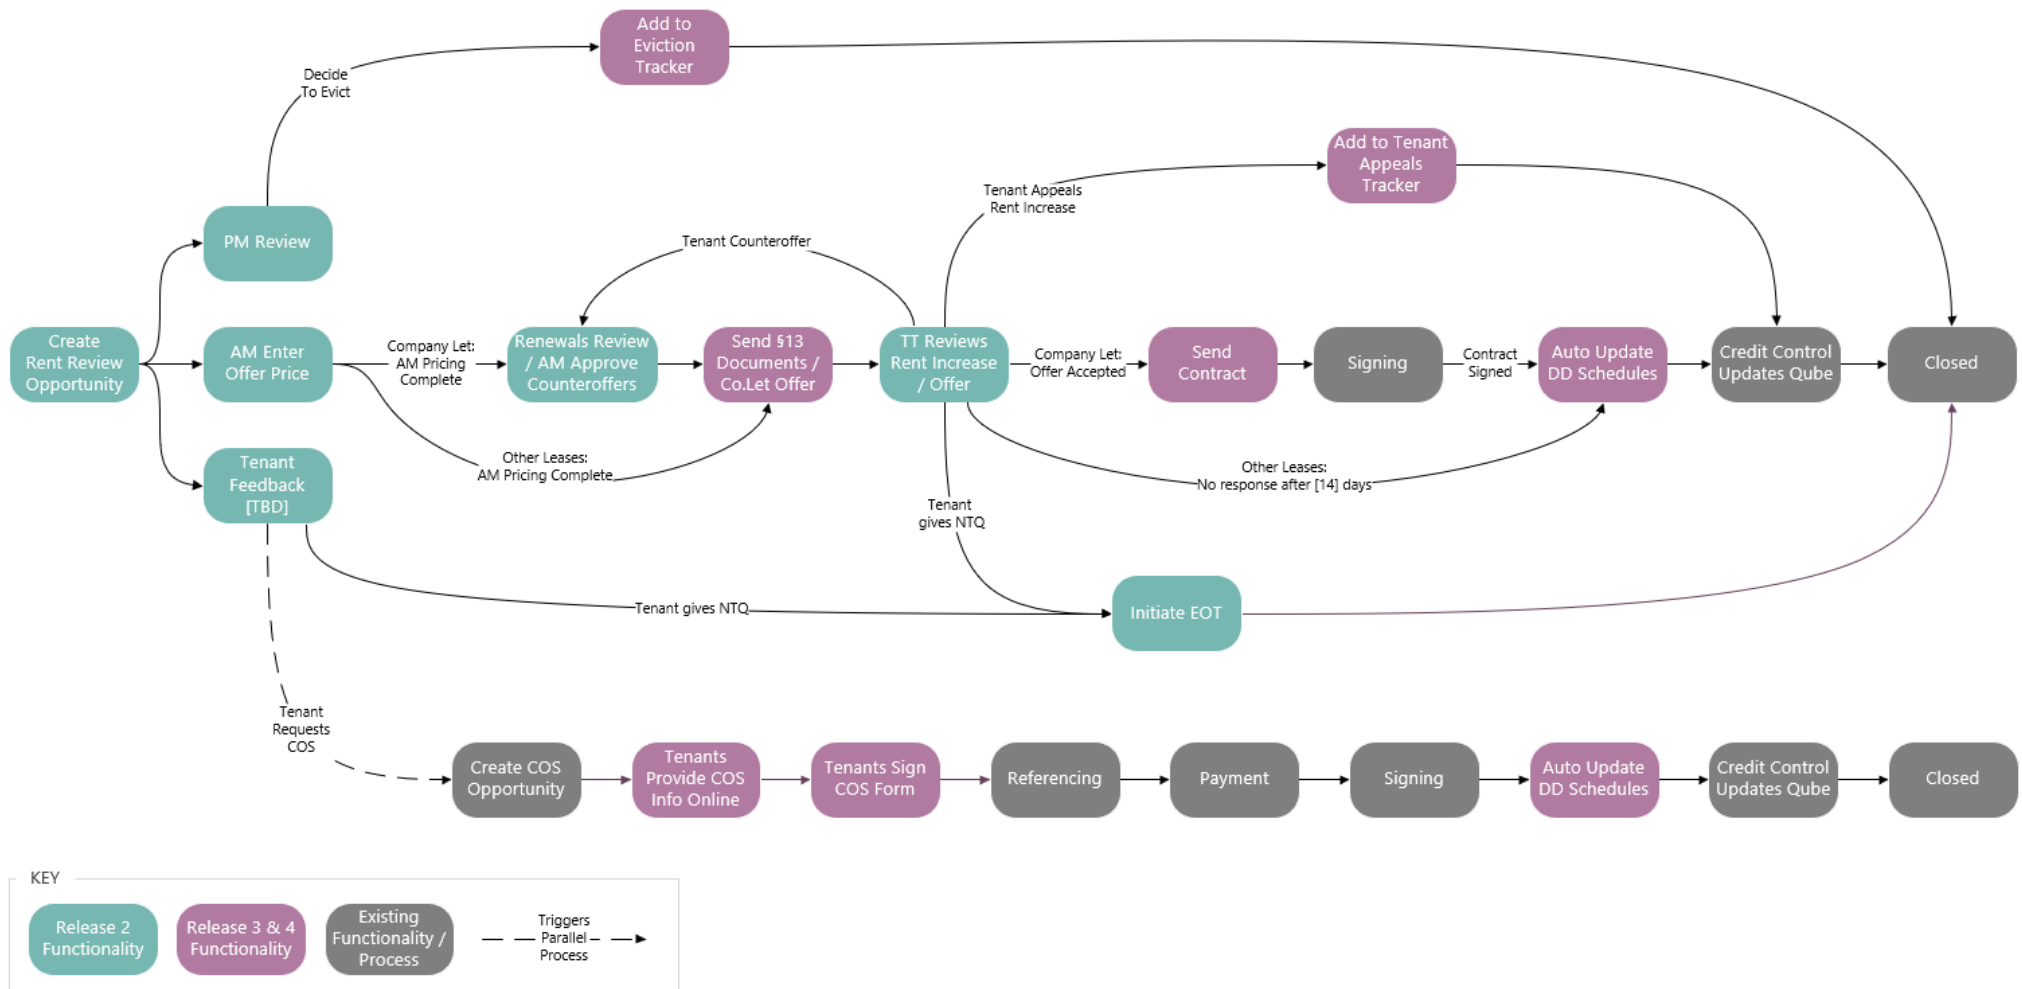 Add to
Eviction
Tracker
Decide
To Evict
Add to Tenant
Appeals
Tracker
Tenant Appeals
Rent Increase
PM Review
Tenant Counteroffer
Create
Rent Review
Opportunity
AM Enter
Offer Price
Company Let:
AM Pricing
Complete
Renewals Review
/ AM Approve
Counteroffers
Send §13
Documents /
Co.Let Offer
TT Reviews
Rent Increase
/ Offer
Company Let:
Offer Accepted
Send
Contract
Signing
Contract
Signed
Auto Update
DD Schedules
Credit Control
Updates Qube
Closed
Other Leases:
AM Pricing Complete
Other Leases:
No response after [14] days
Tenant
Feedback
[TBD]
Tenant
gives NTQ
Tenant gives NTQ
Initiate EOT
Tenant
Requests
COS
Create COS
Opportunity
Tenants
Provide COS
Info Online
Tenants Sign
COS Form
Referencing
Payment
Signing
Auto Update
DD Schedules
Credit Control
Updates Qube
Closed
KEY
Release 2
Functionality
Release 3 & 4
Functionality
Existing
Functionality /
Process
Triggers
Parallel
Process